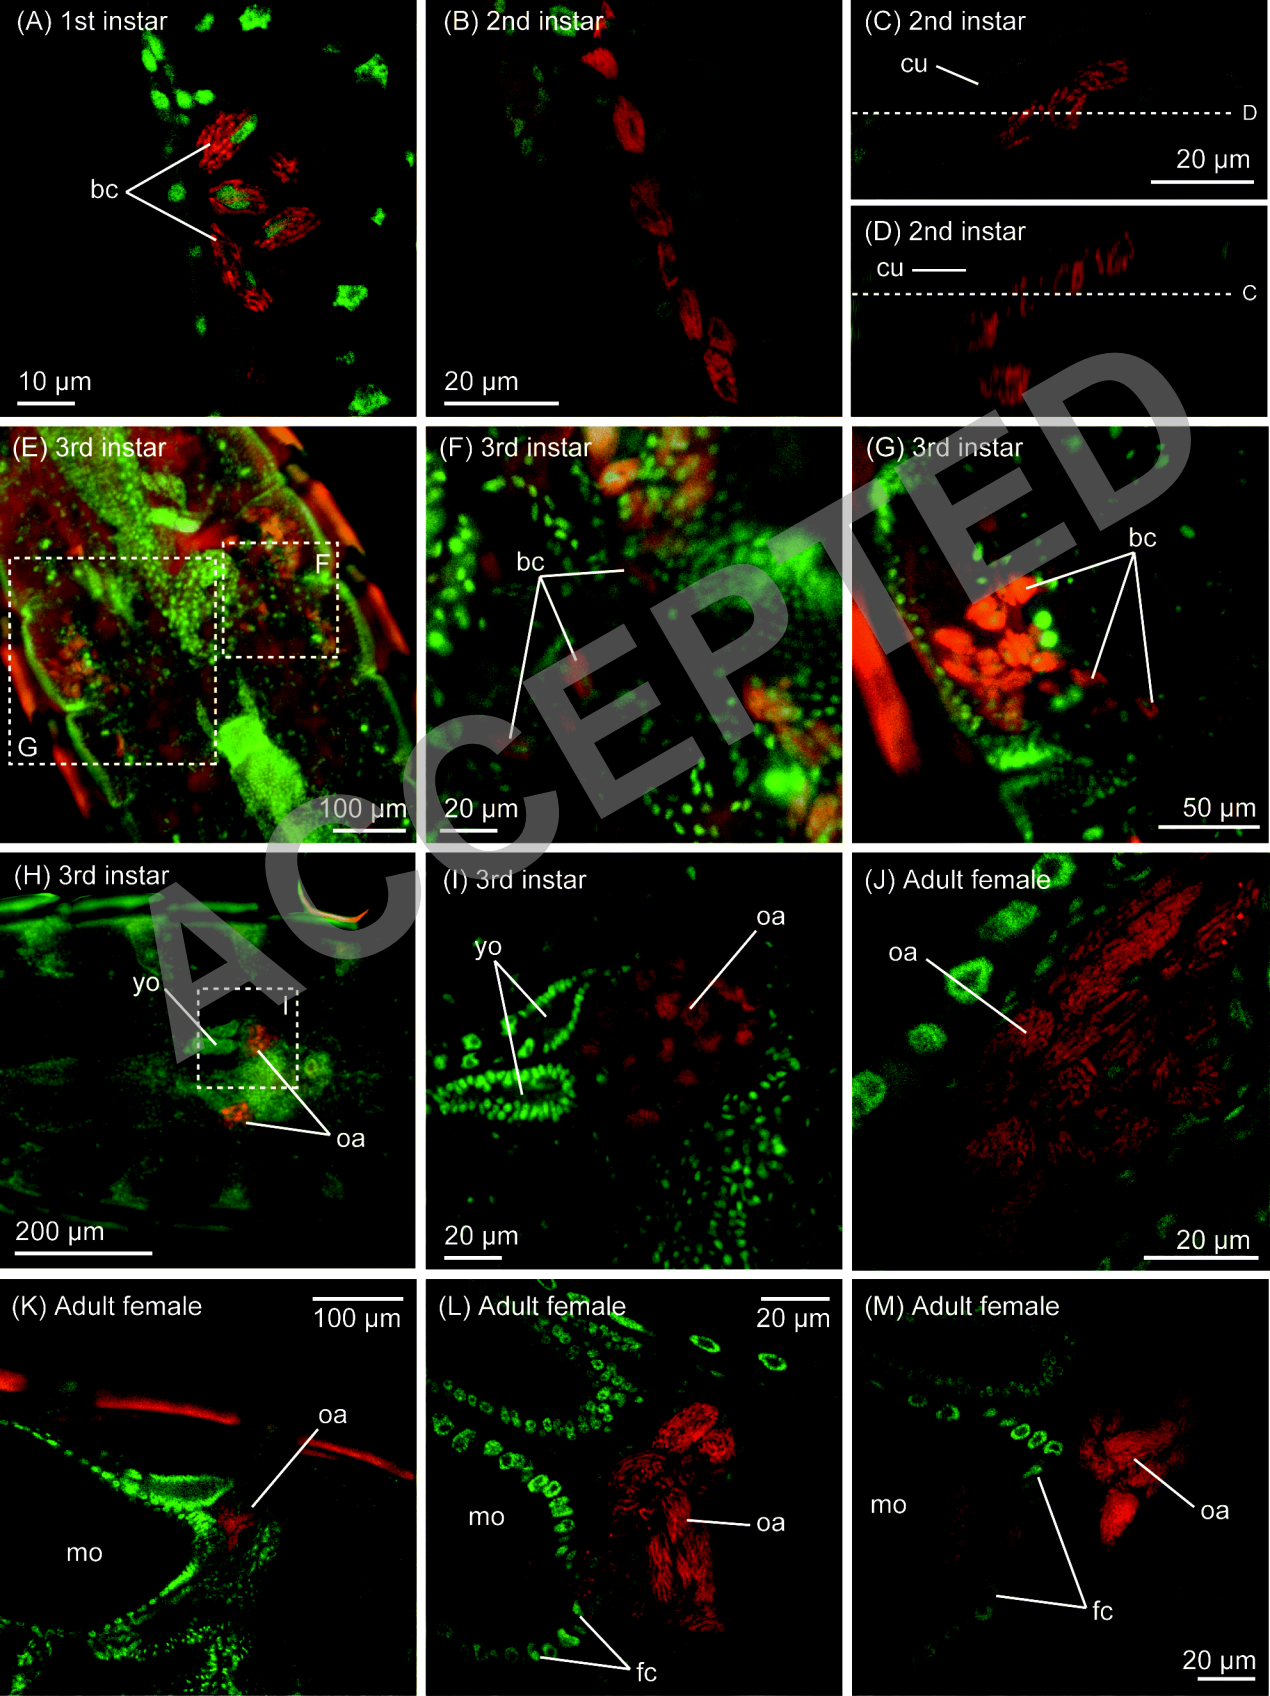 (A) 1st instar
bc
10 µm
(B) 2nd instar
20 µm
(C) 2nd instar
cu
D
20 µm
(D) 2nd instar
cu
C
(E) 3rd instar
F
G
100 µm
(F) 3rd instar
bc
20 µm
(G) 3rd instar
bc
50 µm
(H) 3rd instar
yo
I
oa
200 µm
(I) 3rd instar
yo
oa
20 µm
(J) Adult female
oa
20 µm
(K) Adult female
100 µm
oa
mo
(L) Adult female
20 µm
mo
oa
fc
(M) Adult female
mo
oa
fc
20 µm
ACCEPTED